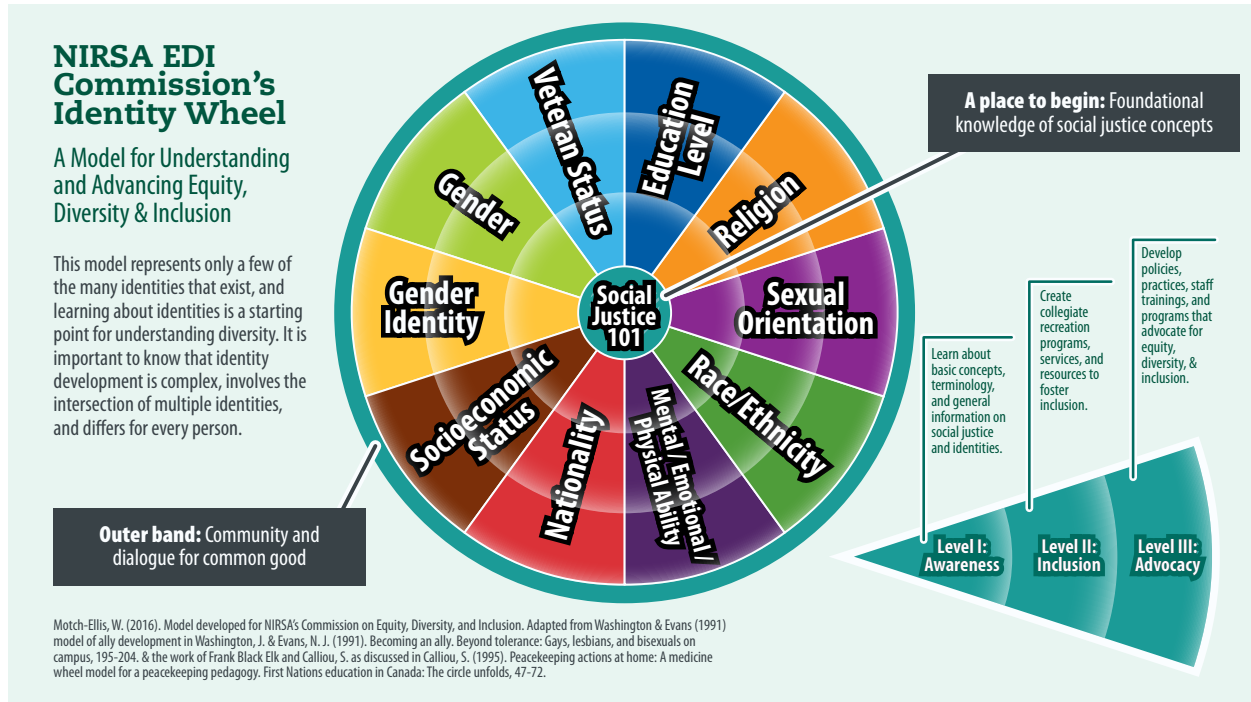 NIRSA EDI
Commission's
Identity Wheel
A Model for Understanding
and Advancing Equity,
Diversity & Inclusion
This model represents only a few of
the many identities that exist, and
learning about identities is a starting
point for understanding diversity. It is
important to know that identity
development is complex, involves the
intersection of multiple identities,
and differs for every person.
Outer band: Community and
dialogue for common good
Veteran Status
Education
Level
Religion
Sexual
Orientation
Race/Ethnicity
Mental / Emotional /
Physical Ability
Nationality
Socioeconomic
Status
Gender
Identity
Gender
Social
Justice
101
A place to begin: Foundational
knowledge of social justice concepts
Learn about
basic concepts,
terminology,
and general
information on
social justice
and identities.
Create
collegiate
recreation
programs,
services, and
resources to
foster
inclusion.
Develop
policies,
practices, staff
trainings, and
programs that
advocate for
equity,
diversity, &
inclusion.
Level I:
Awareness
Level II:
Inclusion
Level III:
Advocacy
Motch-Ellis, W. (2016). Model developed for NIRSA's Commission on Equity, Diversity, and Inclusion. Adapted from Washington & Evans (1991)
model of ally development in Washington, J. & Evans, N. J. (1991). Becoming an ally. Beyond tolerance: Gays, lesbians, and bisexuals on
campus, 195-204. & the work of Frank Black Elk and Calliou, S. as discussed in Calliou, S. (1995). Peacekeeping actions at home: A medicine
wheel model for a peacekeeping pedagogy. First Nations education in Canada: The circle unfolds, 47-72.